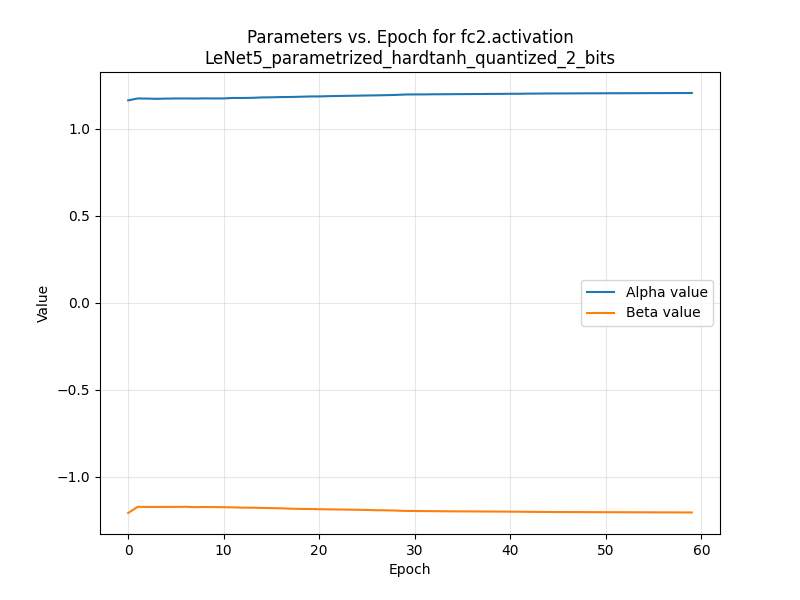 Parameters vs. Epoch for fc2.activation
LeNet5_parametrized_hardtanh_quantized_2_bits
1.0
0.5
0.0
−0.5
−1.0
Value
Alpha value
Beta value
0 10 20 30 40 50 60
Epoch